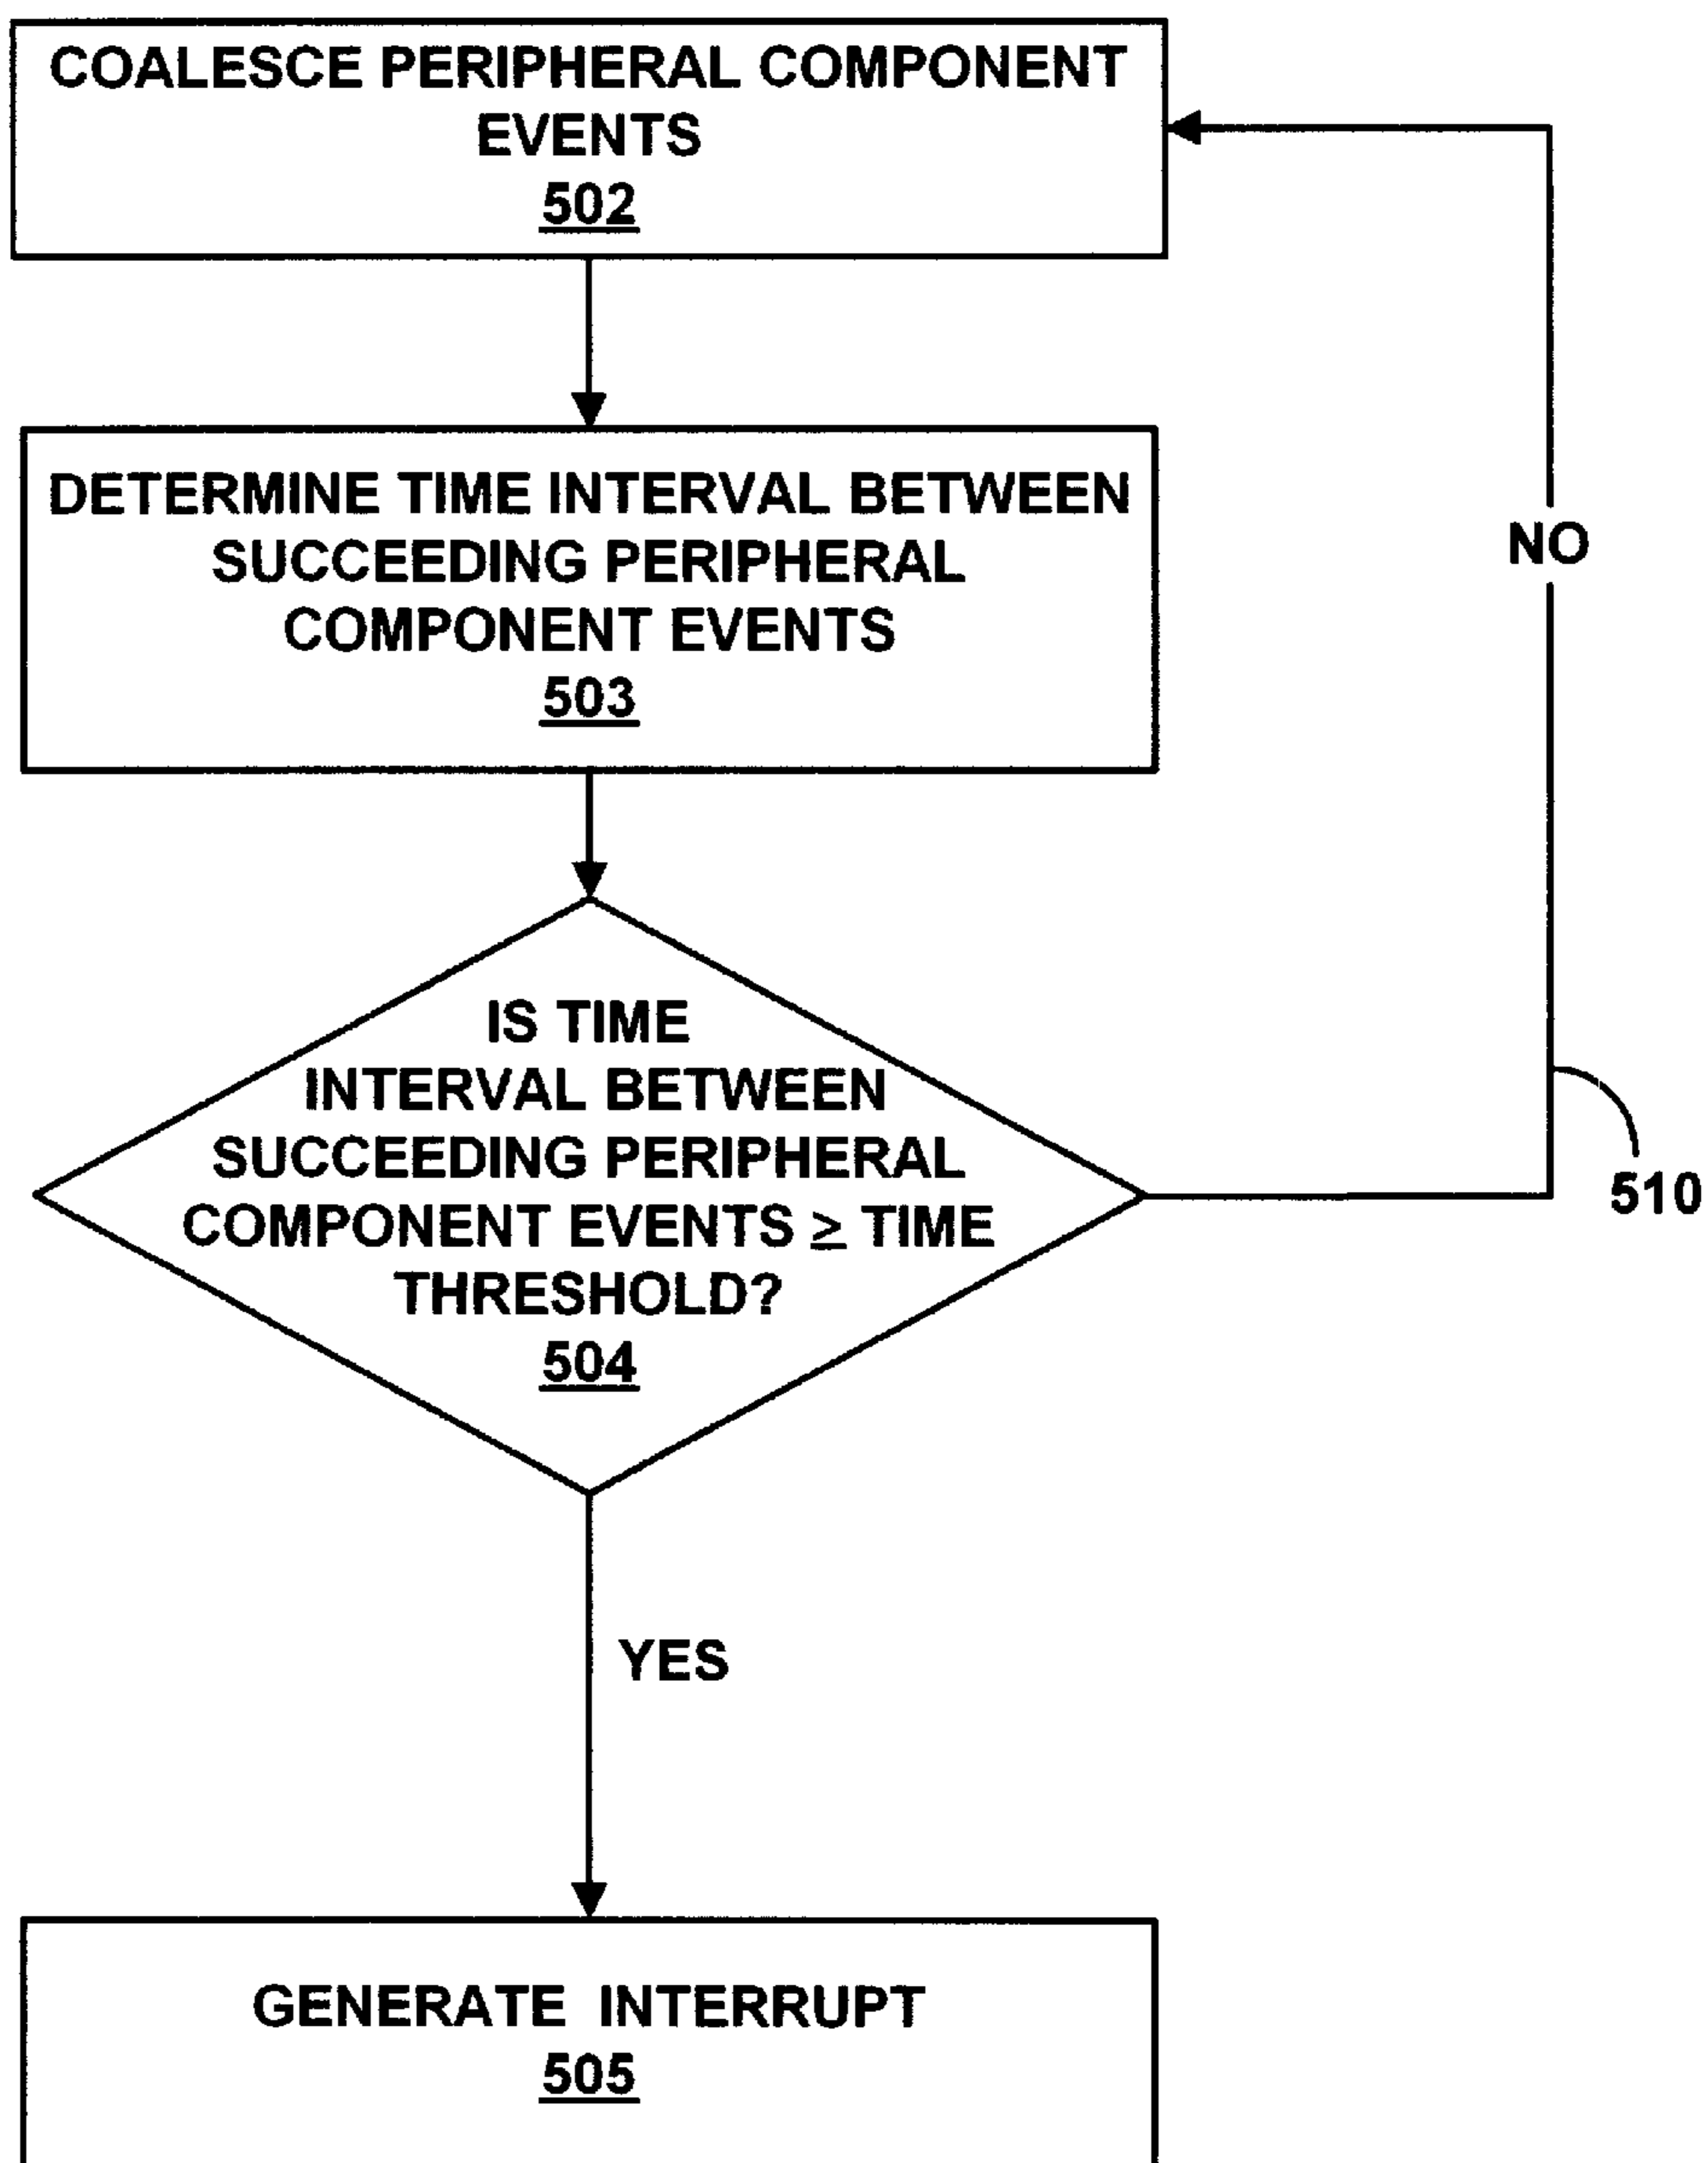 COALESCE PERIPHERAL COMPONENT
EVENTS
502
DETERMINE TIME INTERVAL BETWEEN
SUCCEEDING PERIPHERAL
COMPONENT EVENTS
503
NO
IS TIME
INTERVAL BETWEEN
SUCCEEDING PERIPHERAL
COMPONENT EVENTS ≥ TIME
THRESHOLD?
504
510
YES
GENERATE INTERRUPT
505